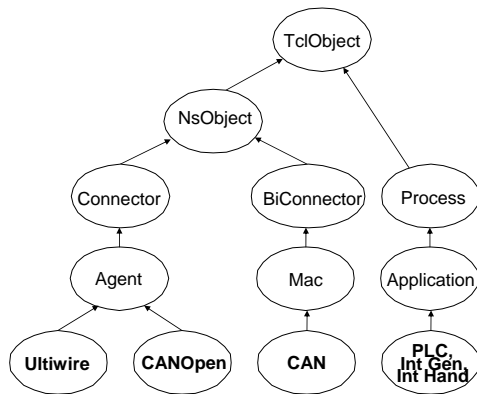 TclObject
NsObject
Connector
BiConnector
Process
Agent
Mac
Application
Ultiwire
CANOpen
CAN
PLC,
Int Gen,
Int Hand